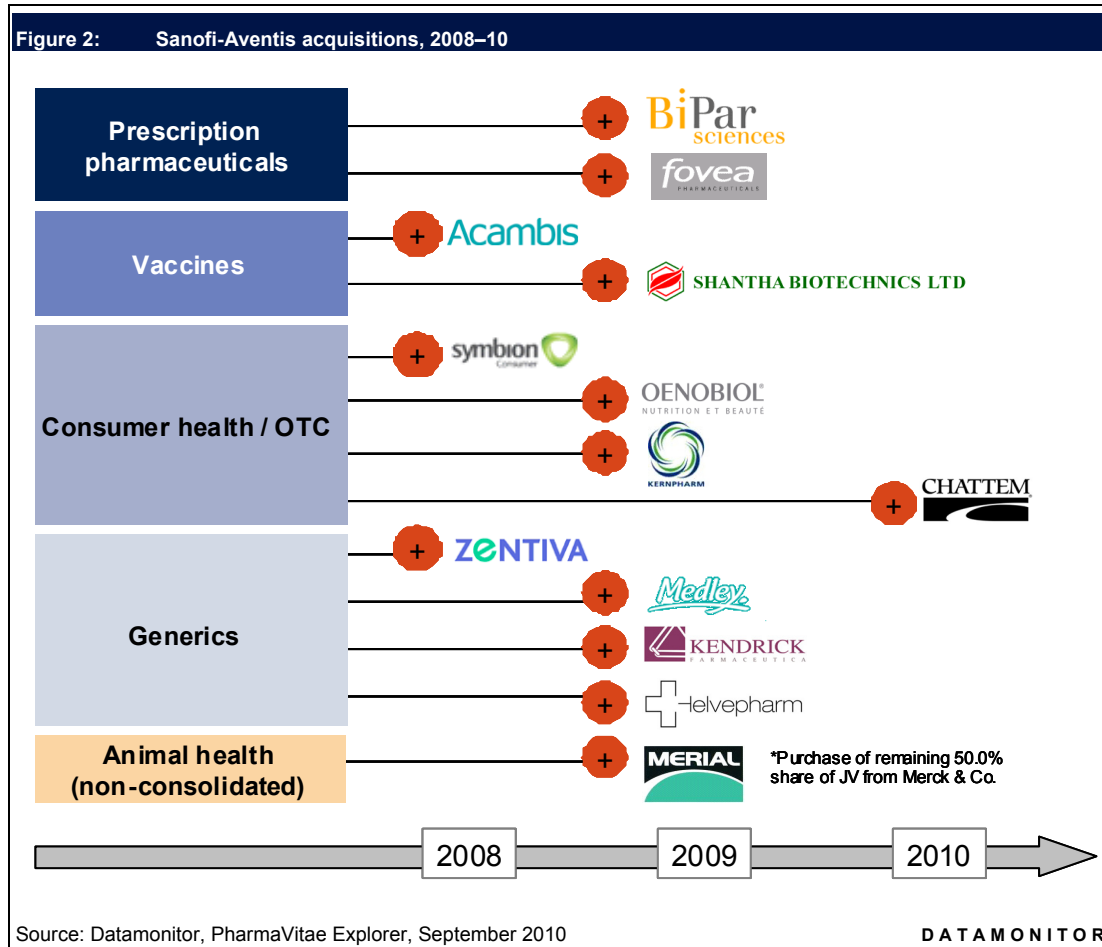 Figure 2: Sanofi-Aventis acquisitions, 2008–10
Prescription
pharmaceuticals
+ BiPar
sciences
+ fovea
PHARMACEUTICALS
Vaccines
+ Acambis
+ SHANTHA BIOTECHNICS LTD
Consumer health / OTC
+ symbion
Consumer
+ OENOBIOL®
NUTRITION ET BEAUTÉ
+
KERNPHARM
+ CHATTEM
Generics
+ ZENTIVA
+ Medley.
+ KENDRICK
FARMACEUTICA
+ Helvepharm
Animal health
(non-consolidated)
+ MERIAL
*Purchase of remaining 50.0%
share of JV from Merck & Co.
2008 2009 2010
Source: Datamonitor, PharmaVitae Explorer, September 2010
DATAMONITOR